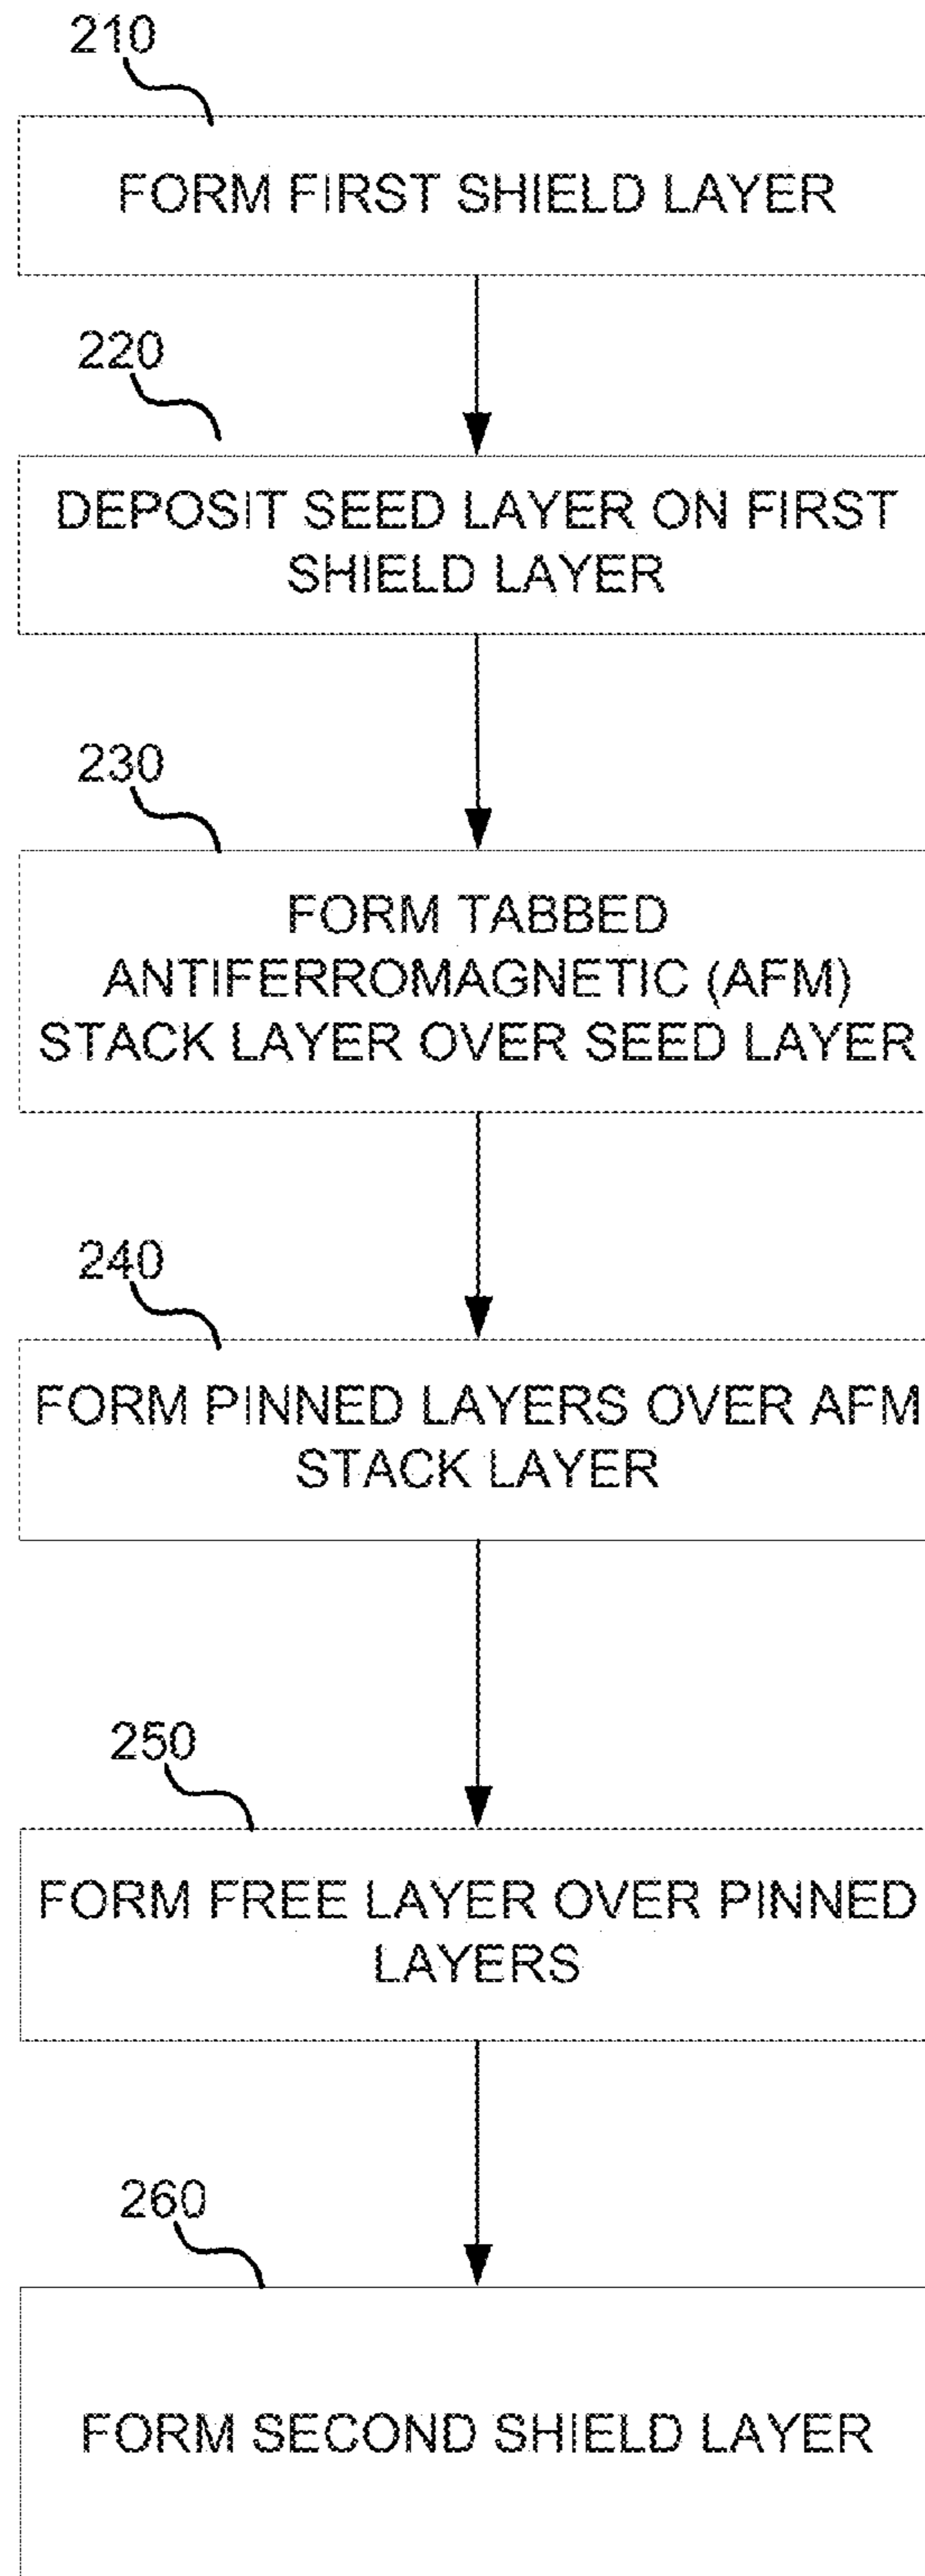 210
FORM FIRST SHIELD LAYER
220
DEPOSIT SEED LAYER ON FIRST
SHIELD LAYER
230
FORM TABBED
ANTIFERROMAGNETIC (AFM)
STACK LAYER OVER SEED LAYER
240
FORM PINNED LAYERS OVER AFM
STACK LAYER
250
FORM FREE LAYER OVER PINNED
LAYERS
260
FORM SECOND SHIELD LAYER